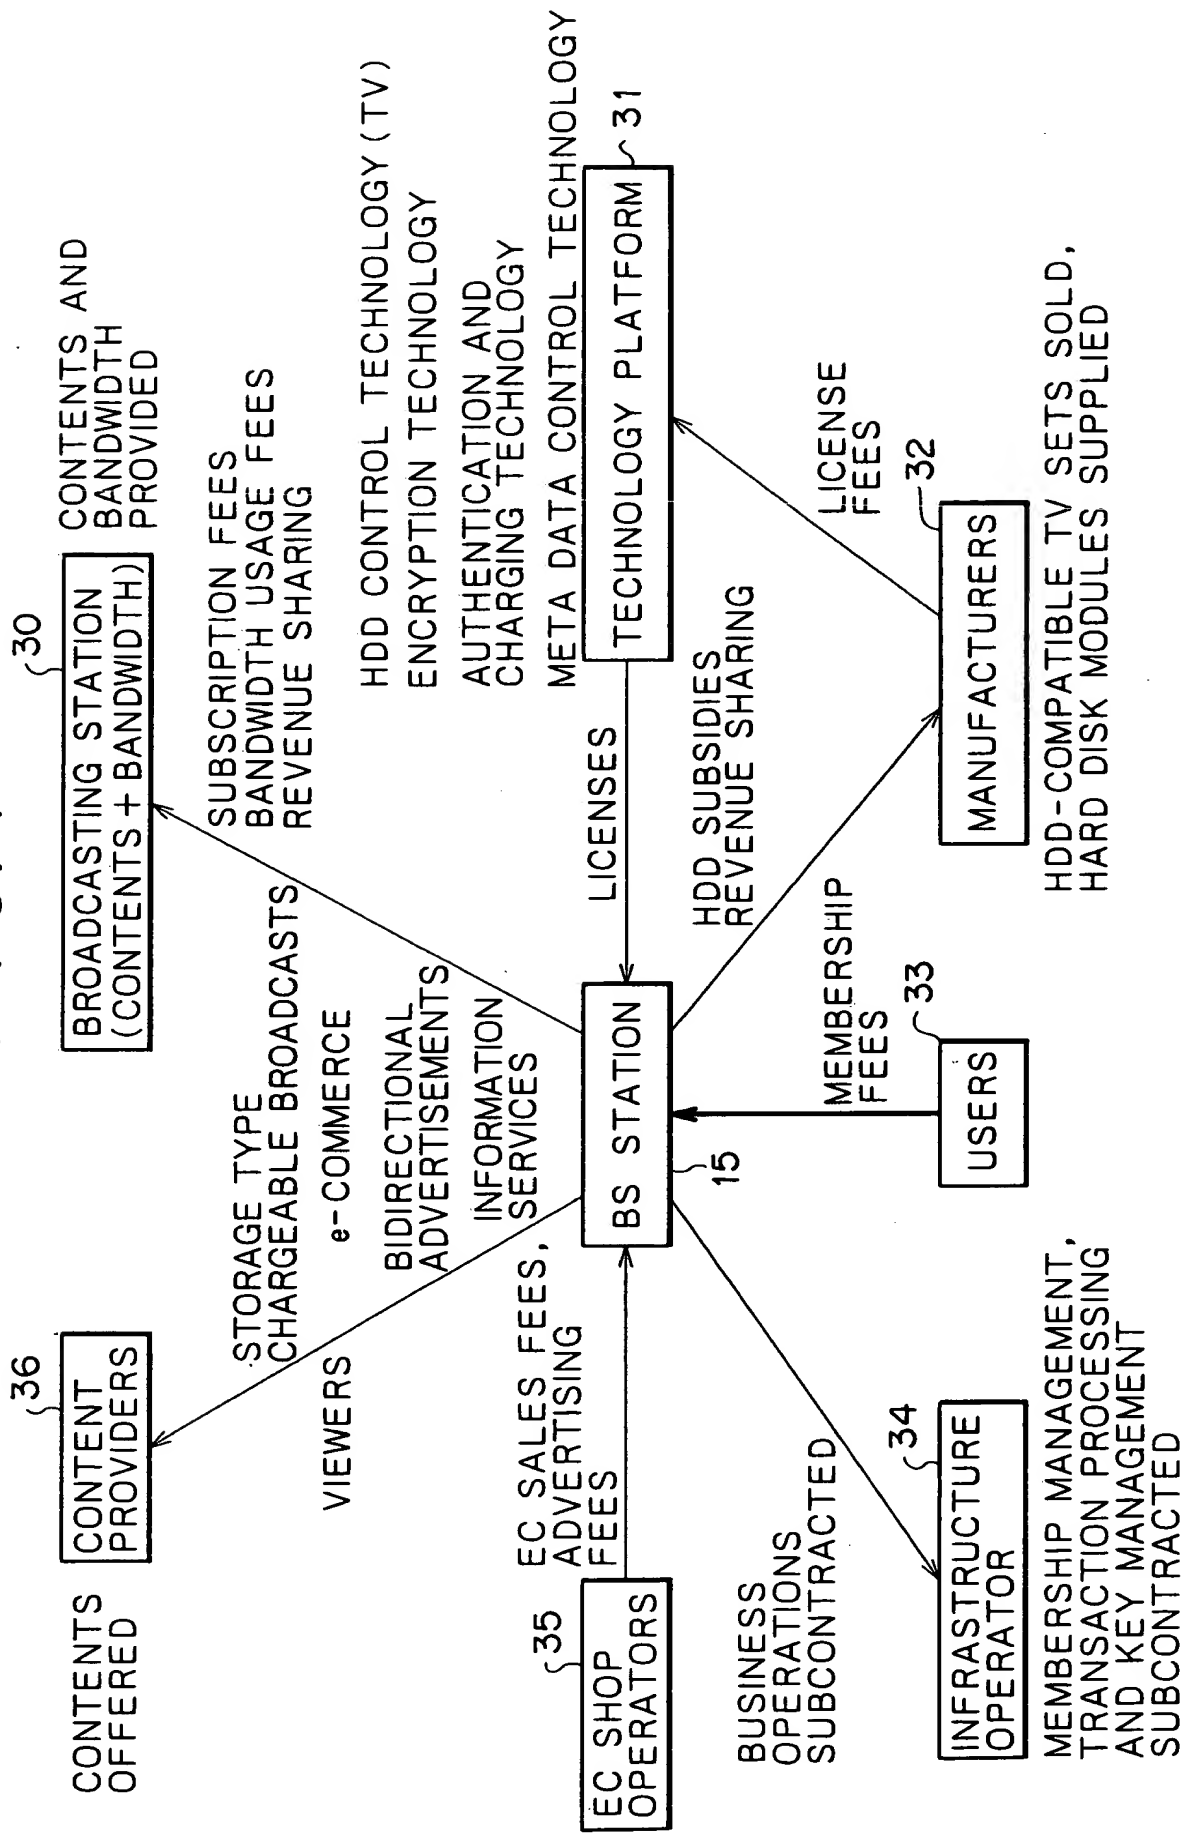 36
CONTENTS
OFFERED
CONTENT
PROVIDERS
30
BROADCASTING STATION
(CONTENTS + BANDWIDTH)
CONTENTS AND
BANDWIDTH
PROVIDED
STORAGE TYPE
CHARGEABLE BROADCASTS
SUBSCRIPTION FEES
BANDWIDTH USAGE FEES
REVENUE SHARING
VIEWERS
e-COMMERCE
BIDIRECTIONAL
ADVERTISEMENTS
INFORMATION
SERVICES
HDD CONTROL TECHNOLOGY (TV)
ENCRYPTION TECHNOLOGY
AUTHENTICATION AND
CHARGING TECHNOLOGY
META DATA CONTROL TECHNOLOGY
35
EC SHOP
OPERATORS
EC SALES FEES,
ADVERTISING
FEES
BS STATION
15
LICENSES
TECHNOLOGY PLATFORM
31
BUSINESS
OPERATIONS
SUBCONTRACTED
MEMBERSHIP
FEES
HDD SUBSIDIES
REVENUE SHARING
LICENSE
FEES
34
INFRASTRUCTURE
OPERATOR
33
USERS
32
MANUFACTURERS
MEMBERSHIP MANAGEMENT,
TRANSACTION PROCESSING
AND KEY MANAGEMENT
SUBCONTRACTED
HDD-COMPATIBLE TV SETS SOLD,
HARD DISK MODULES SUPPLIED